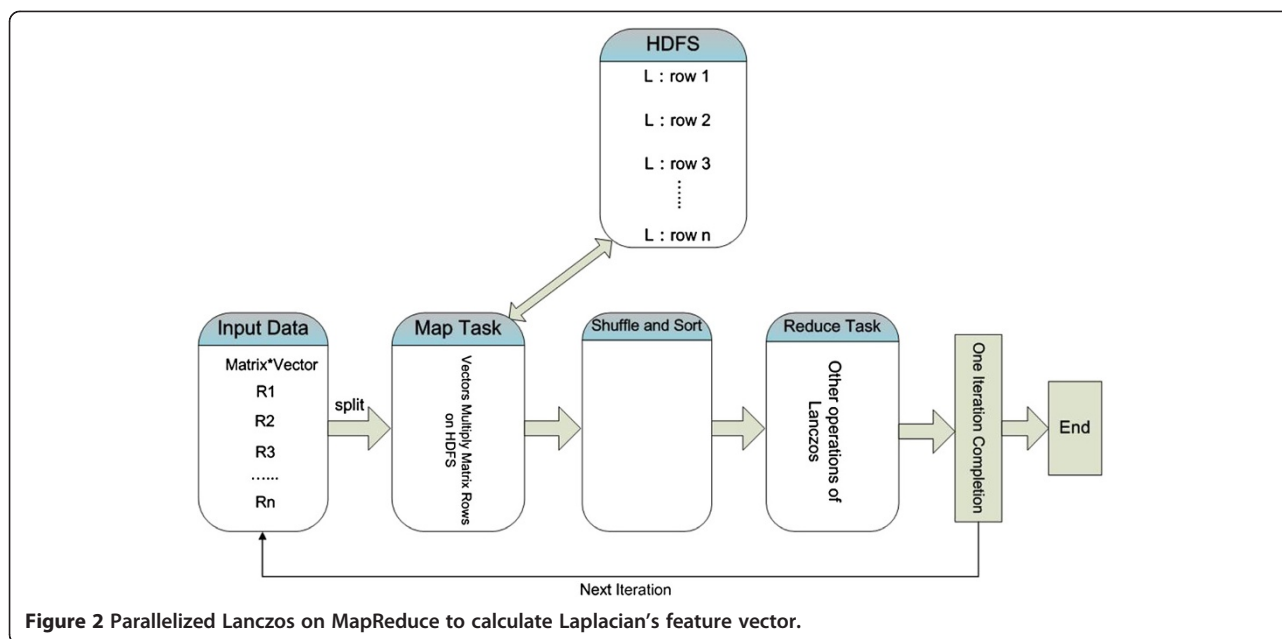 HDFS
L : row 1
L : row 2
L : row 3
......
L : row n
Input Data
Matrix*Vector
R1
R2
R3
......
Rn
split
Map Task
Vectors Multiply Matrix Rows
on HDFS
Shuffle and Sort
Reduce Task
Other operations of
Lanczos
One Iteration Completion
End
Next Iteration
Figure 2 Parallelized Lanczos on MapReduce to calculate Laplacian's feature vector.